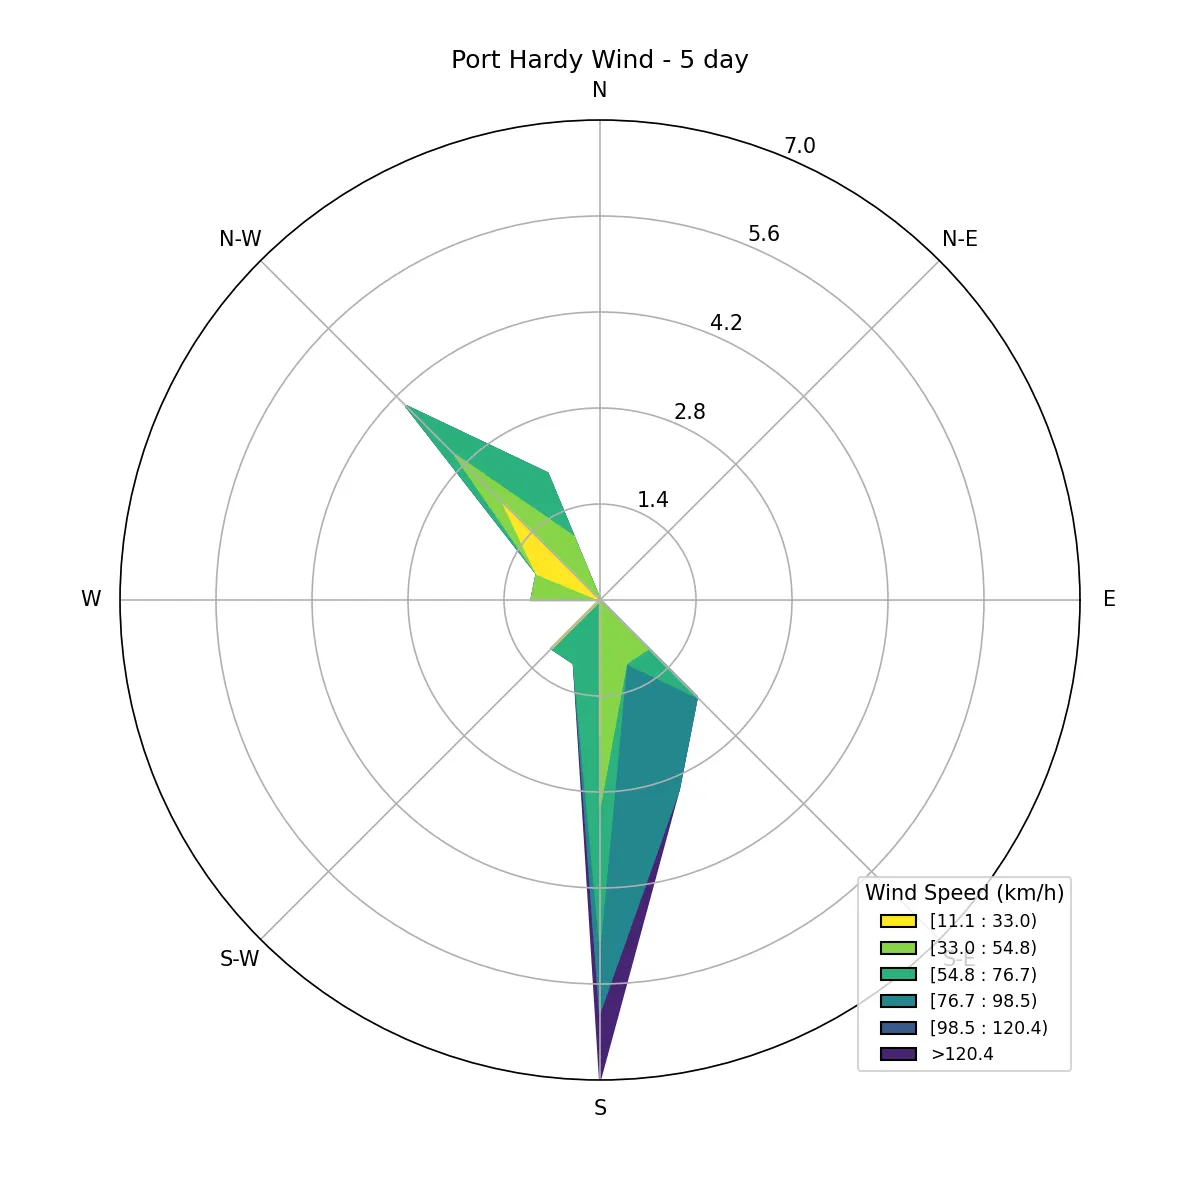 Port Hardy Wind - 5 day
N
7.0
N-W
5.6
N-E
4.2
2.8
1.4
W
E
Wind Speed (km/h)
[11.1 : 33.0)
[33.0 : 54.8)
S-W
S-E
[54.8 : 76.7)
[76.7 : 98.5)
[98.5 : 120.4)
>120.4
S